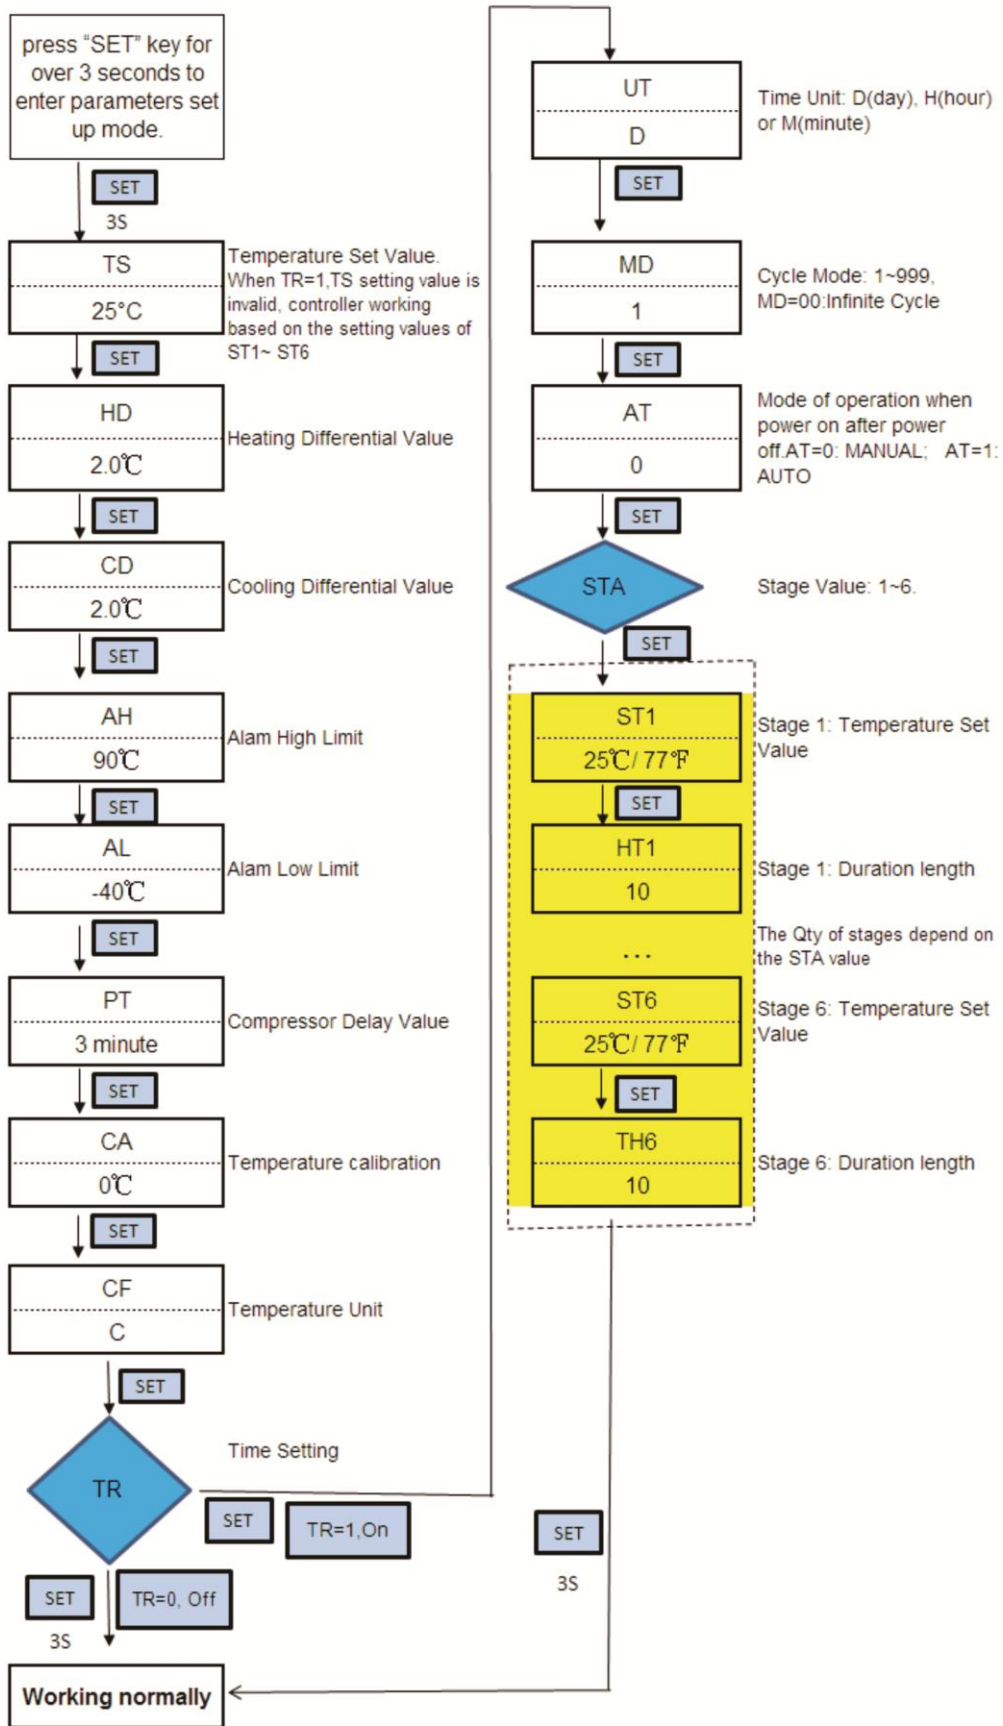 press "SET" key for
over 3 seconds to
enter parameters set
up mode.
SET
3S
TS
25°C
Temperature Set Value.
When TR=1,TS setting value is
invalid, controller working
based on the setting values of
ST1~ ST6
SET
HD
2.0℃
Heating Differential Value
SET
CD
2.0℃
Cooling Differential Value
SET
AH
90℃
Alam High Limit
SET
AL
-40℃
Alam Low Limit
SET
PT
3 minute
Compressor Delay Value
SET
CA
0℃
Temperature calibration
SET
CF
C
Temperature Unit
SET
TR
Time Setting
SET
TR=1,On
SET
3S
TR=0, Off
Working normally
UT
D
Time Unit: D(day), H(hour)
or M(minute)
SET
MD
1
Cycle Mode: 1~999,
MD=00:Infinite Cycle
SET
AT
0
Mode of operation when
power on after power
off.AT=0: MANUAL; AT=1:
AUTO
SET
STA
Stage Value: 1~6.
SET
ST1
25℃/ 77℉
Stage 1: Temperature Set
Value
SET
HT1
10
Stage 1: Duration length
...
The Qty of stages depend on
the STA value
ST6
25℃/ 77℉
Stage 6: Temperature Set
Value
SET
TH6
10
Stage 6: Duration length
SET
3S